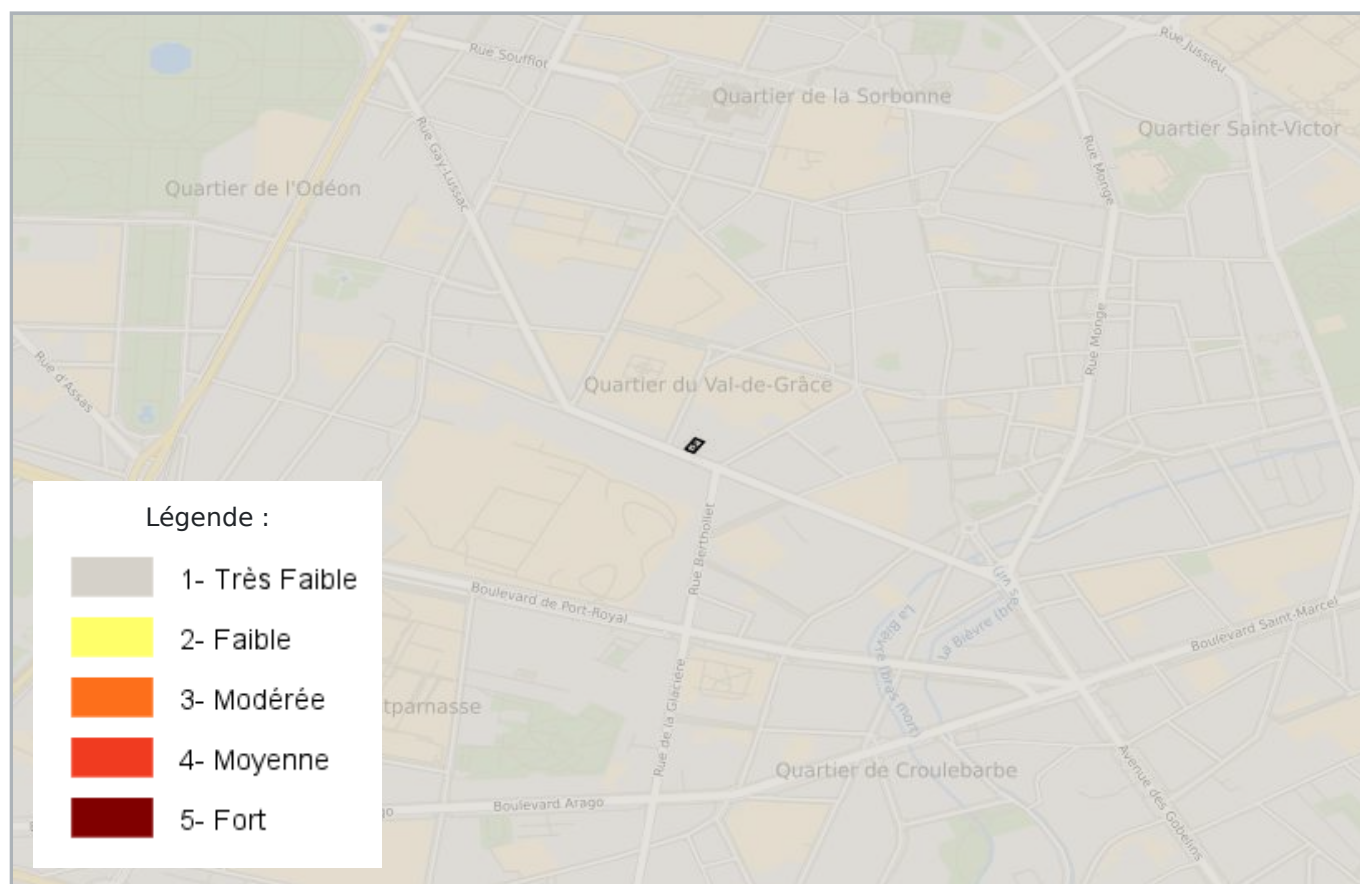 Rue Soufflot
Rue Jussieu
Quartier de la Sorbonne
Quartier Saint-Victor
Rue Gay-Lussac
Rue Monge
Quartier de l'Odéon
Rue Monge
Rue d'Assas
Quartier du Val-de-Grâce
Rue Berthollet
Légende :
1- Très Faible
2- Faible
3- Modérée
4- Moyenne
5- Fort
Boulevard de Port-Royal
La Bièvre (bras mort)
La Bièvre (bras
Boulevard Saint-Marcel
Rue de la Glacière
tparnasse
Quartier de Croulebarbe
Avenue des Gobelins
Boulevard Arago
go